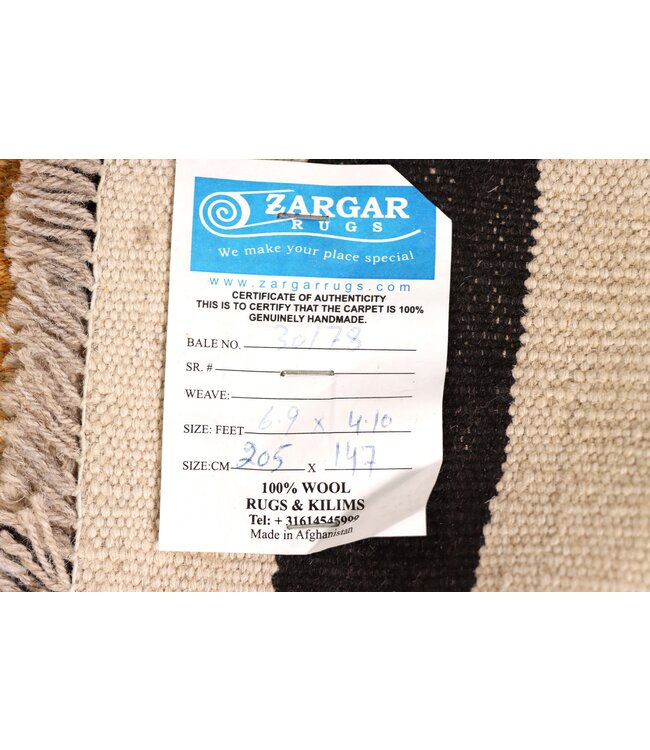 ZARGAR
RUGS
We make your place special
www.zargarrugs.com
CERTIFICATE OF AUTHENTICITY
THIS IS TO CERTIFY THAT THE CARPET IS 100%
GENUINELY HANDMADE.
BALE NO. 30178
SR. #
WEAVE:
SIZE: FEET 6.9 x 4.10
SIZE:CM 205 X 147
100% WOOL
RUGS & KILIMS
Tel: + 31614545998
Made in Afghanistan